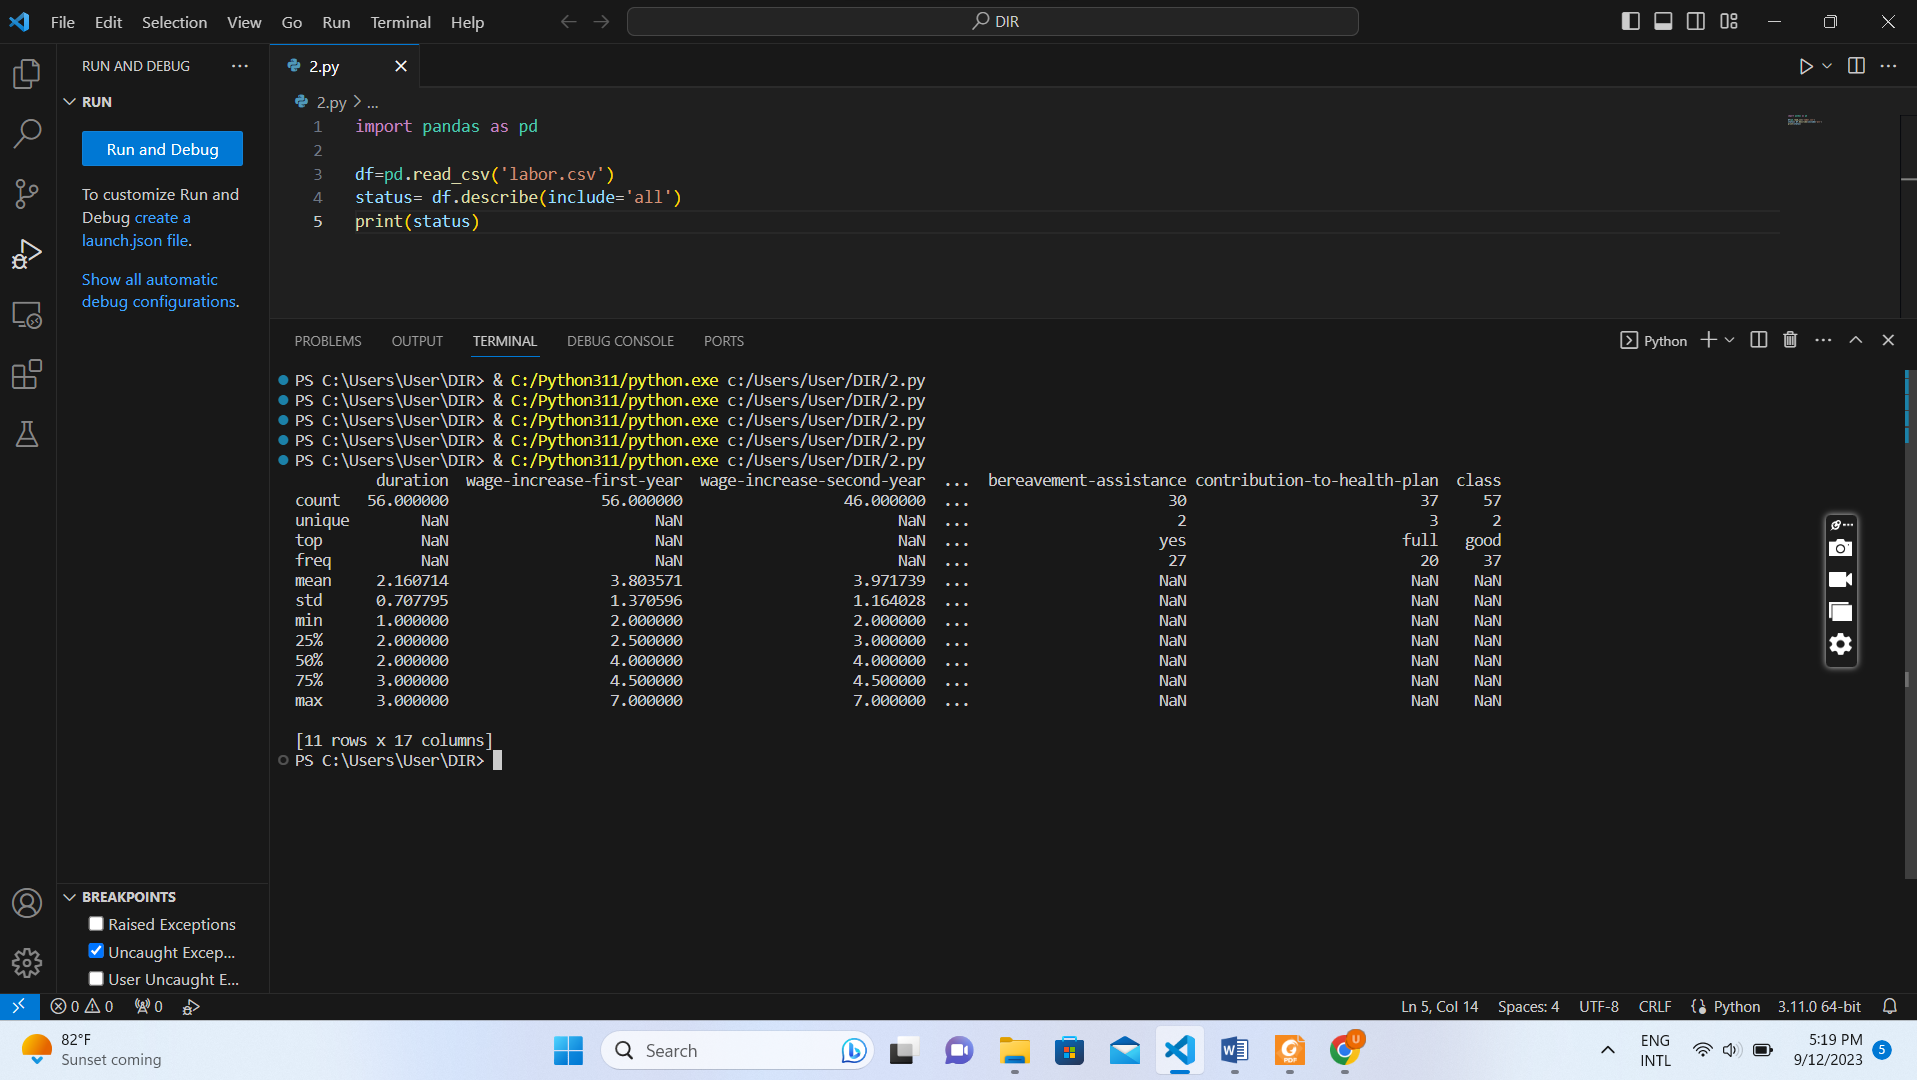 File Edit Selection View Go Run Terminal Help
DIR
RUN AND DEBUG ...
2.py
RUN
2.py > ...
Run and Debug
To customize Run and
Debug create a
launch.json file.
Show all automatic
debug configurations.
1 import pandas as pd
2
3 df=pd.read_csv('labor.csv')
4 status= df.describe(include='all')
5 print(status)
PROBLEMS OUTPUT TERMINAL DEBUG CONSOLE PORTS
Python
PS C:\Users\User\DIR> & C:/Python311/python.exe c:/Users/User/DIR/2.py
PS C:\Users\User\DIR> & C:/Python311/python.exe c:/Users/User/DIR/2.py
PS C:\Users\User\DIR> & C:/Python311/python.exe c:/Users/User/DIR/2.py
PS C:\Users\User\DIR> & C:/Python311/python.exe c:/Users/User/DIR/2.py
PS C:\Users\User\DIR> & C:/Python311/python.exe c:/Users/User/DIR/2.py
duration wage-increase-first-year wage-increase-second-year ... bereavement-assistance contribution-to-health-plan class
count 56.000000 56.000000 46.000000 ... 30 37 57
unique NaN NaN NaN ... 2 3 2
top NaN NaN NaN ... yes full good
freq NaN NaN NaN ... 27 20 37
mean 2.160714 3.803571 3.971739 ... NaN NaN NaN
std 0.707795 1.370596 1.164028 ... NaN NaN NaN
min 1.000000 2.000000 2.000000 ... NaN NaN NaN
25% 2.000000 2.500000 3.000000 ... NaN NaN NaN
50% 2.000000 4.000000 4.000000 ... NaN NaN NaN
75% 3.000000 4.500000 4.500000 ... NaN NaN NaN
max 3.000000 7.000000 7.000000 ... NaN NaN NaN
[11 rows x 17 columns]
PS C:\Users\User\DIR>
BREAKPOINTS
Raised Exceptions
Uncaught Excep...
User Uncaught E...
0 0 0
Ln 5, Col 14 Spaces: 4 UTF-8 CRLF Python 3.11.0 64-bit
82°F
Sunset coming
Search
PDF
U
ENG
INTL
5:19 PM
9/12/2023
5